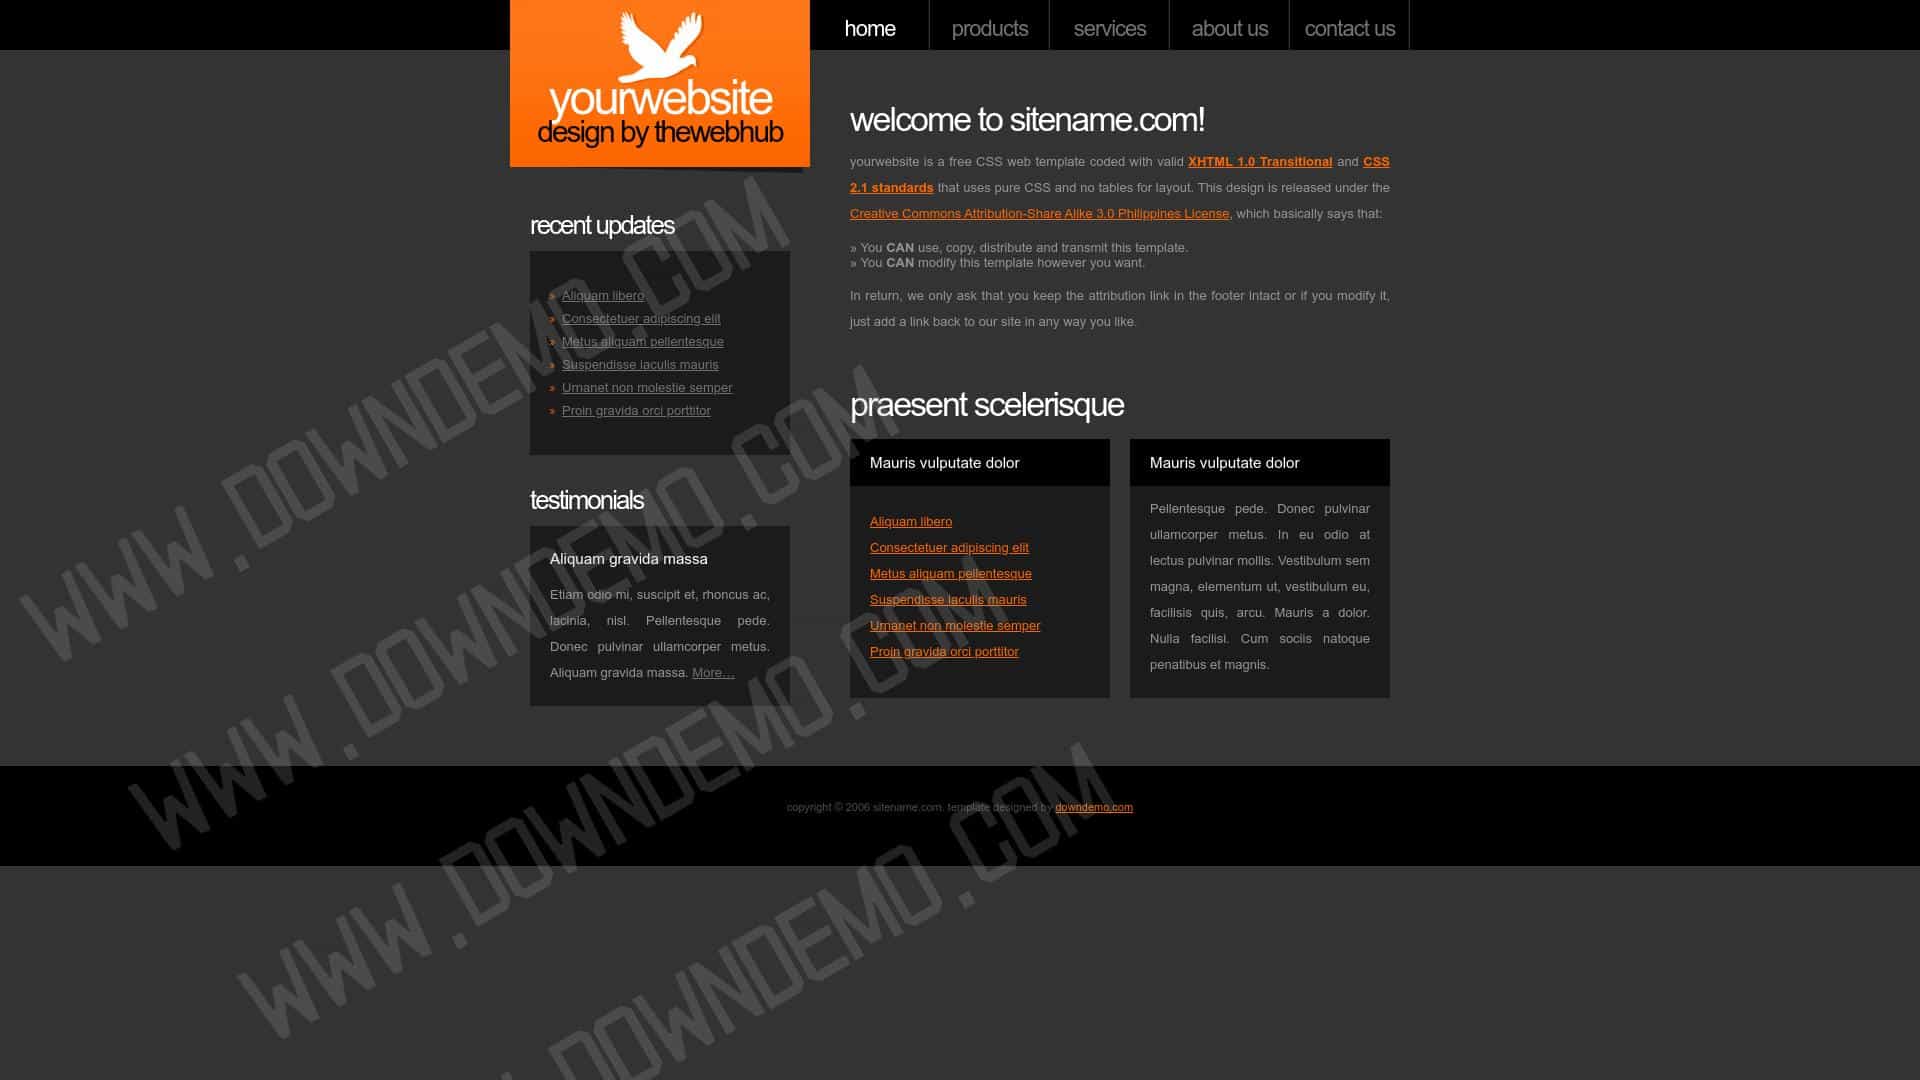 yourwebsite
design by thewebhub
home
products
services
about us
contact us
recent updates
» Aliquam libero
» Consectetuer adipiscing elit
» Metus aliquam pellentesque
» Suspendisse iaculis mauris
» Urnanet non molestie semper
» Proin gravida orci porttitor
testimonials
Aliquam gravida massa
Etiam odio mi, suscipit et, rhoncus ac,
lacinia, nisl. Pellentesque pede.
Donec pulvinar ullamcorper metus.
Aliquam gravida massa. More…
welcome to sitename.com!
yourwebsite is a free CSS web template coded with valid XHTML 1.0 Transitional and CSS
2.1 standards that uses pure CSS and no tables for layout. This design is released under the
Creative Commons Attribution-Share Alike 3.0 Philippines License, which basically says that:
» You CAN use, copy, distribute and transmit this template.
» You CAN modify this template however you want.
In return, we only ask that you keep the attribution link in the footer intact or if you modify it,
just add a link back to our site in any way you like.
praesent scelerisque
Mauris vulputate dolor
Aliquam libero
Consectetuer adipiscing elit
Metus aliquam pellentesque
Suspendisse iaculis mauris
Urnanet non molestie semper
Proin gravida orci porttitor
Mauris vulputate dolor
Pellentesque pede. Donec pulvinar
ullamcorper metus. In eu odio at
lectus pulvinar mollis. Vestibulum sem
magna, elementum ut, vestibulum eu,
facilisis quis, arcu. Mauris a dolor.
Nulla facilisi. Cum sociis natoque
penatibus et magnis.
copyright © 2006 sitename.com. template designed by downdemo.com
WWW.DOWNDEMO.COM
WWW.DOWNDEMO.COM
WWW.DOWNDEMO.COM
DOWNDEMO.COM